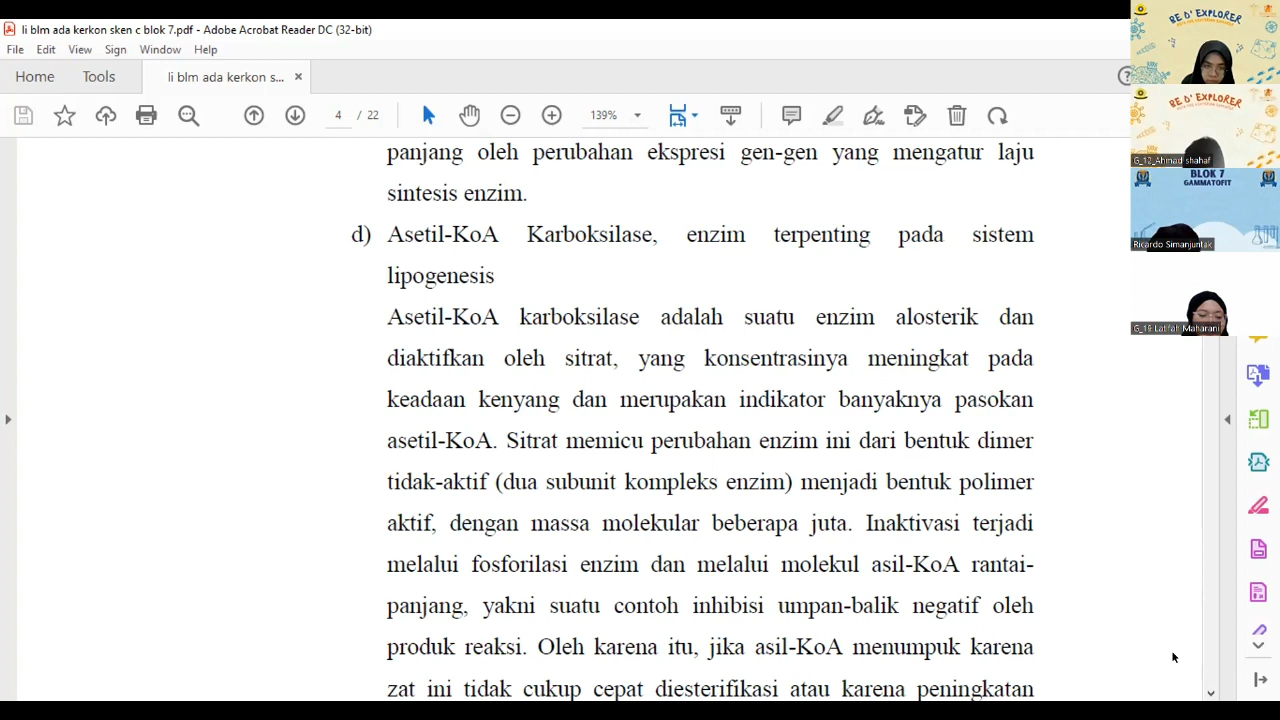 li blm ada kerkon sken c blok 7.pdf - Adobe Acrobat Reader DC (32-bit)
File Edit View Sign Window Help
Home Tools li blm ada kerkon s... ×
4 / 22 139%
panjang oleh perubahan ekspresi gen-gen yang mengatur laju
sintesis enzim.
d) Asetil-KoA Karboksilase, enzim terpenting pada sistem
lipogenesis
Asetil-KoA karboksilase adalah suatu enzim alosterik dan
diaktifkan oleh sitrat, yang konsentrasinya meningkat pada
keadaan kenyang dan merupakan indikator banyaknya pasokan
asetil-KoA. Sitrat memicu perubahan enzim ini dari bentuk dimer
tidak-aktif (dua subunit kompleks enzim) menjadi bentuk polimer
aktif, dengan massa molekular beberapa juta. Inaktivasi terjadi
melalui fosforilasi enzim dan melalui molekul asil-KoA rantai-
panjang, yakni suatu contoh inhibisi umpan-balik negatif oleh
produk reaksi. Oleh karena itu, jika asil-KoA menumpuk karena
zat ini tidak cukup cepat diesterifikasi atau karena peningkatan
BE D' EXPLORER
BE D' EXPLORER
G_12_Ahmad shahaf
BLOK 7
GAMMATOFIT
Ricardo Simanjuntak
G_19 Latifah Maharani